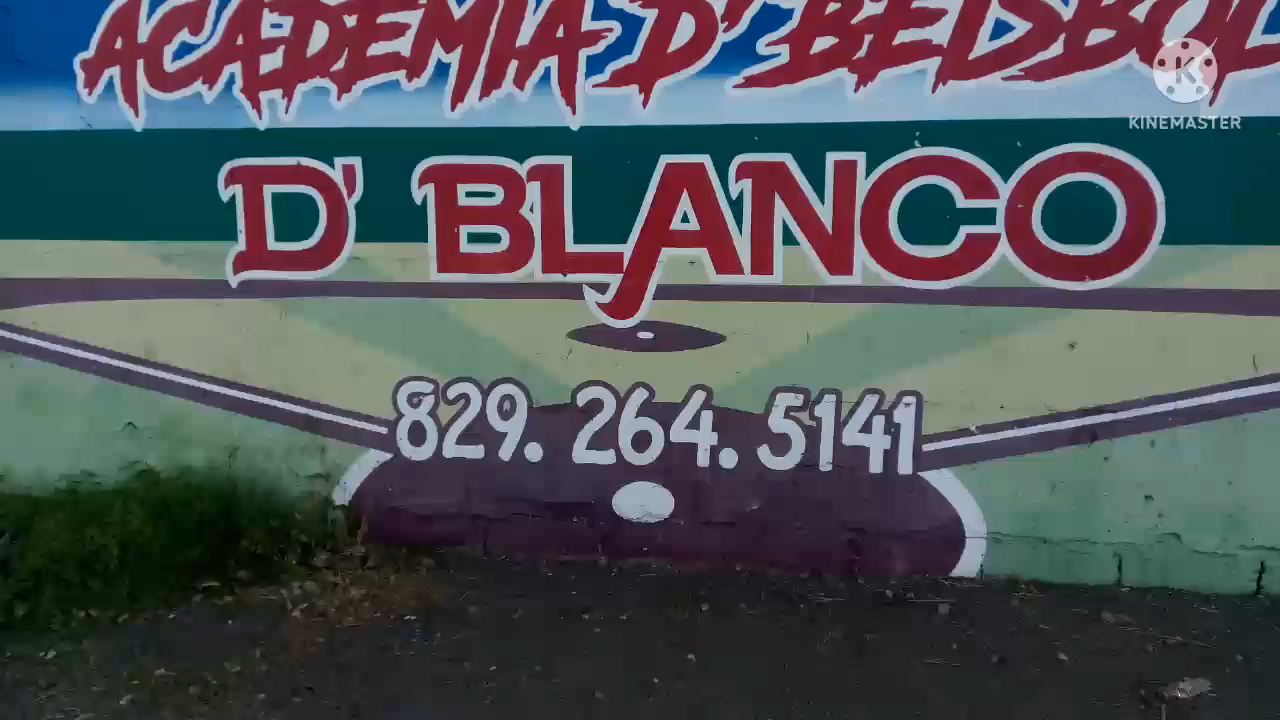 ACADEMIA D' BEISBOL
D' BLANCO
829. 264. 5141
K
KINEMASTER